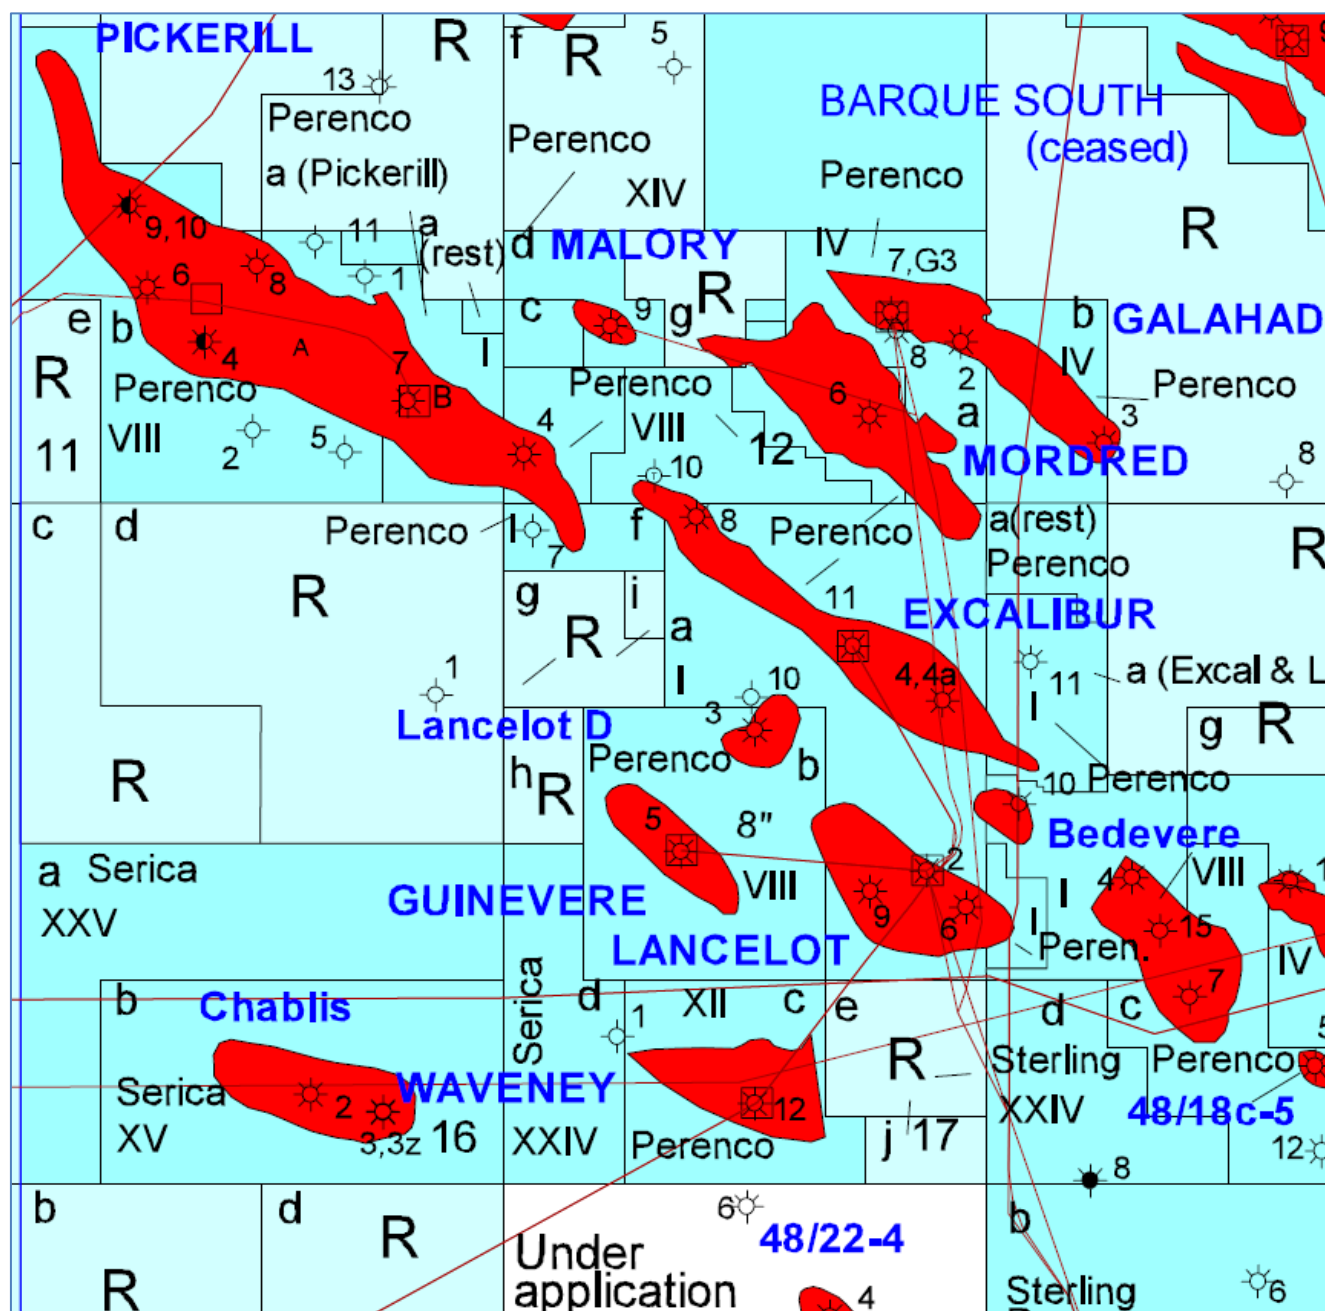 PICKERILL
R
f
R
5
13
Perenco
a (Pickerill)
Perenco
XIV
BARQUE SOUTH
(ceased)
Perenco
R
9,10
11
a
(rest)
d
MALORY
IV
7,G3
6
8
1
R
e
b
c
9
g
b
GALAHAD
4
A
7
I
8
2
IV
R
Perenco
B
Perenco
6
Perenco
3
11
VIII
2
5
4
VIII
12
a
MORDRED
8
10
c
d
Perenco
I
7
f
8
Perenco
a(rest)
Perenco
R
R
g
i
R
a
11
EXCALIBUR
I
1
10
4,4a
11
I
a (Excal & L
Lancelot D
3
g
R
R
h
R
Perenco
b
10
Perenco
5
8"
2
Bedevere
a
Serica
XXV
GUINEVERE
VIII
9
6
I
I
4
VIII
1
15
LANCELOT
Peren.
IV
7
b
Chablis
Serica
d
XII
c
e
d
c
1
R
Sterling
XXIV
Perenco
5
Serica
XV
2
3,3z
16
WAVENEY
XXIV
Perenco
12
j
17
48/18c-5
12
8
b
d
R
R
6
48/22-4
Under
application
4
b
Sterling
6